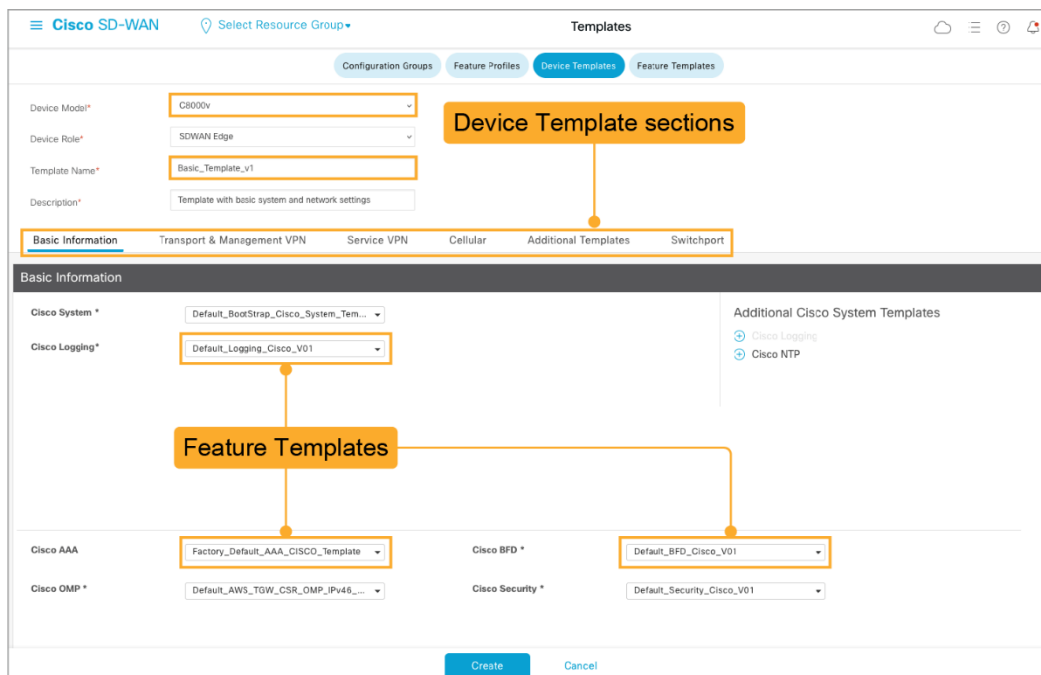 Cisco SD-WAN
Select Resource Group
Templates
Configuration Groups
Feature Profiles
Device Templates
Feature Templates
Device Model*
C8000v
Device Template sections
Device Role*
SDWAN Edge
Template Name*
Basic_Template_v1
Description*
Template with basic system and network settings
Basic Information
Transport & Management VPN
Service VPN
Cellular
Additional Templates
Switchport
Basic Information
Cisco System *
Default_BootStrap_Cisco_System_Tem...
Additional Cisco System Templates
Cisco Logging
Cisco NTP
Cisco Logging*
Default_Logging_Cisco_V01
Feature Templates
Cisco AAA
Factory_Default_AAA_CISCO_Template
Cisco BFD *
Default_BFD_Cisco_V01
Cisco OMP *
Default_AWS_TGW_CSR_OMP_IPv46_...
Cisco Security *
Default_Security_Cisco_V01
Create
Cancel